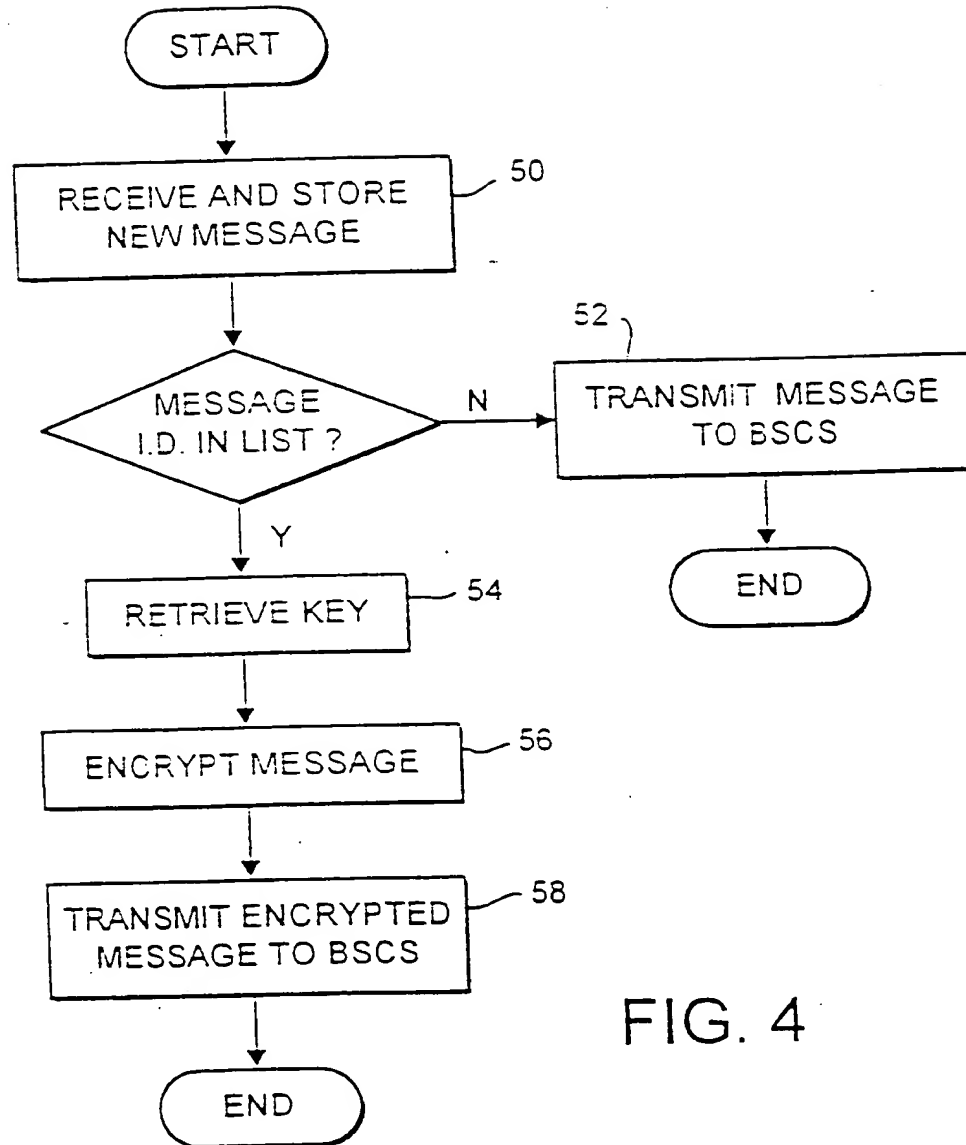 START
RECEIVE AND STORE
NEW MESSAGE
50
MESSAGE
I.D. IN LIST ?
N
52
TRANSMIT MESSAGE
TO BSCS
END
Y
RETRIEVE KEY
54
ENCRYPT MESSAGE
56
TRANSMIT ENCRYPTED
MESSAGE TO BSCS
58
END
FIG. 4